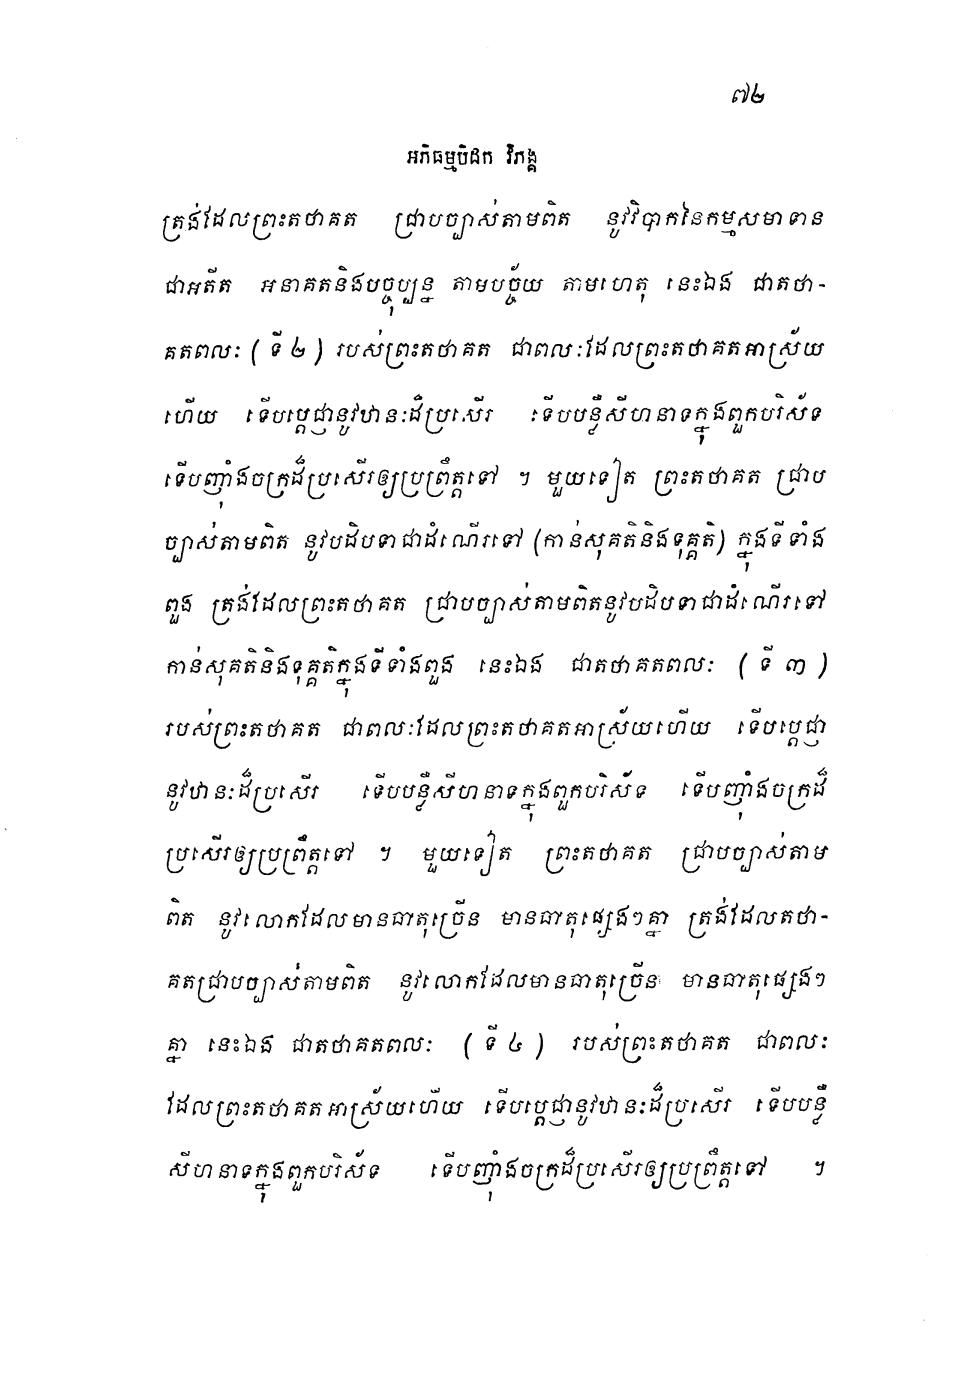 ៧២
អភិធម្មបិដក វិភង្គ
ត្រង់ដែលព្រះតថាគត ជ្រាបច្បាស់តាមពិត នូវវិបាកនៃកម្មសមាទាន
ជាអតីត អនាគតនិងបច្ចុប្បន្ន តាមបច្ច័យ តាមហេតុ នេះឯង ជាតថា-
គតពលៈ ( ទី ២ ) របស់ព្រះតថាគត ជាពលៈដែលព្រះតថាគតអាស្រ័យ
ហើយ ទើបប្តេជ្ញានូវឋានៈដ៏ប្រសើរ ទើបបន្លឺសីហនាទក្នុងពួកបរិស័ទ
ទើបញ៉ាំងចក្រដ៏ប្រសើរឲ្យប្រព្រឹត្តទៅ ។ មួយទៀត ព្រះតថាគត ជ្រាប
ច្បាស់តាមពិត នូវបដិបទាជាដំណើរទៅ (កាន់សុគតិនិងទុគ្គតិ) ក្នុងទីទាំង
ពួង ត្រង់ដែលព្រះតថាគត ជ្រាបច្បាស់តាមពិតនូវបដិបទាជាដំណើរទៅ
កាន់សុគតិនិងទុគ្គតិក្នុងទីទាំងពួង នេះឯង ជាតថាគតពលៈ ( ទី ៣ )
របស់ព្រះតថាគត ជាពលៈដែលព្រះតថាគតអាស្រ័យហើយ ទើបប្តេជ្ញា
នូវឋានៈដ៏ប្រសើរ ទើបបន្លឺសីហនាទក្នុងពួកបរិស័ទ ទើបញ៉ាំងចក្រដ៏
ប្រសើរឲ្យប្រព្រឹត្តទៅ ។ មួយទៀត ព្រះតថាគត ជ្រាបច្បាស់តាម
ពិត នូវលោកដែលមានធាតុច្រើន មានធាតុផ្សេងៗគ្នា ត្រង់ដែលតថា-
គតជ្រាបច្បាស់តាមពិត នូវលោកដែលមានធាតុច្រើន មានធាតុផ្សេងៗ
គ្នា នេះឯង ជាតថាគតពលៈ ( ទី ៤ ) របស់ព្រះតថាគត ជាពលៈ
ដែលព្រះតថាគតអាស្រ័យហើយ ទើបប្តេជ្ញានូវឋានៈដ៏ប្រសើរ ទើបបន្លឺ
សីហនាទក្នុងពួកបរិស័ទ ទើបញ៉ាំងចក្រដ៏ប្រសើរឲ្យប្រព្រឹត្តទៅ ។